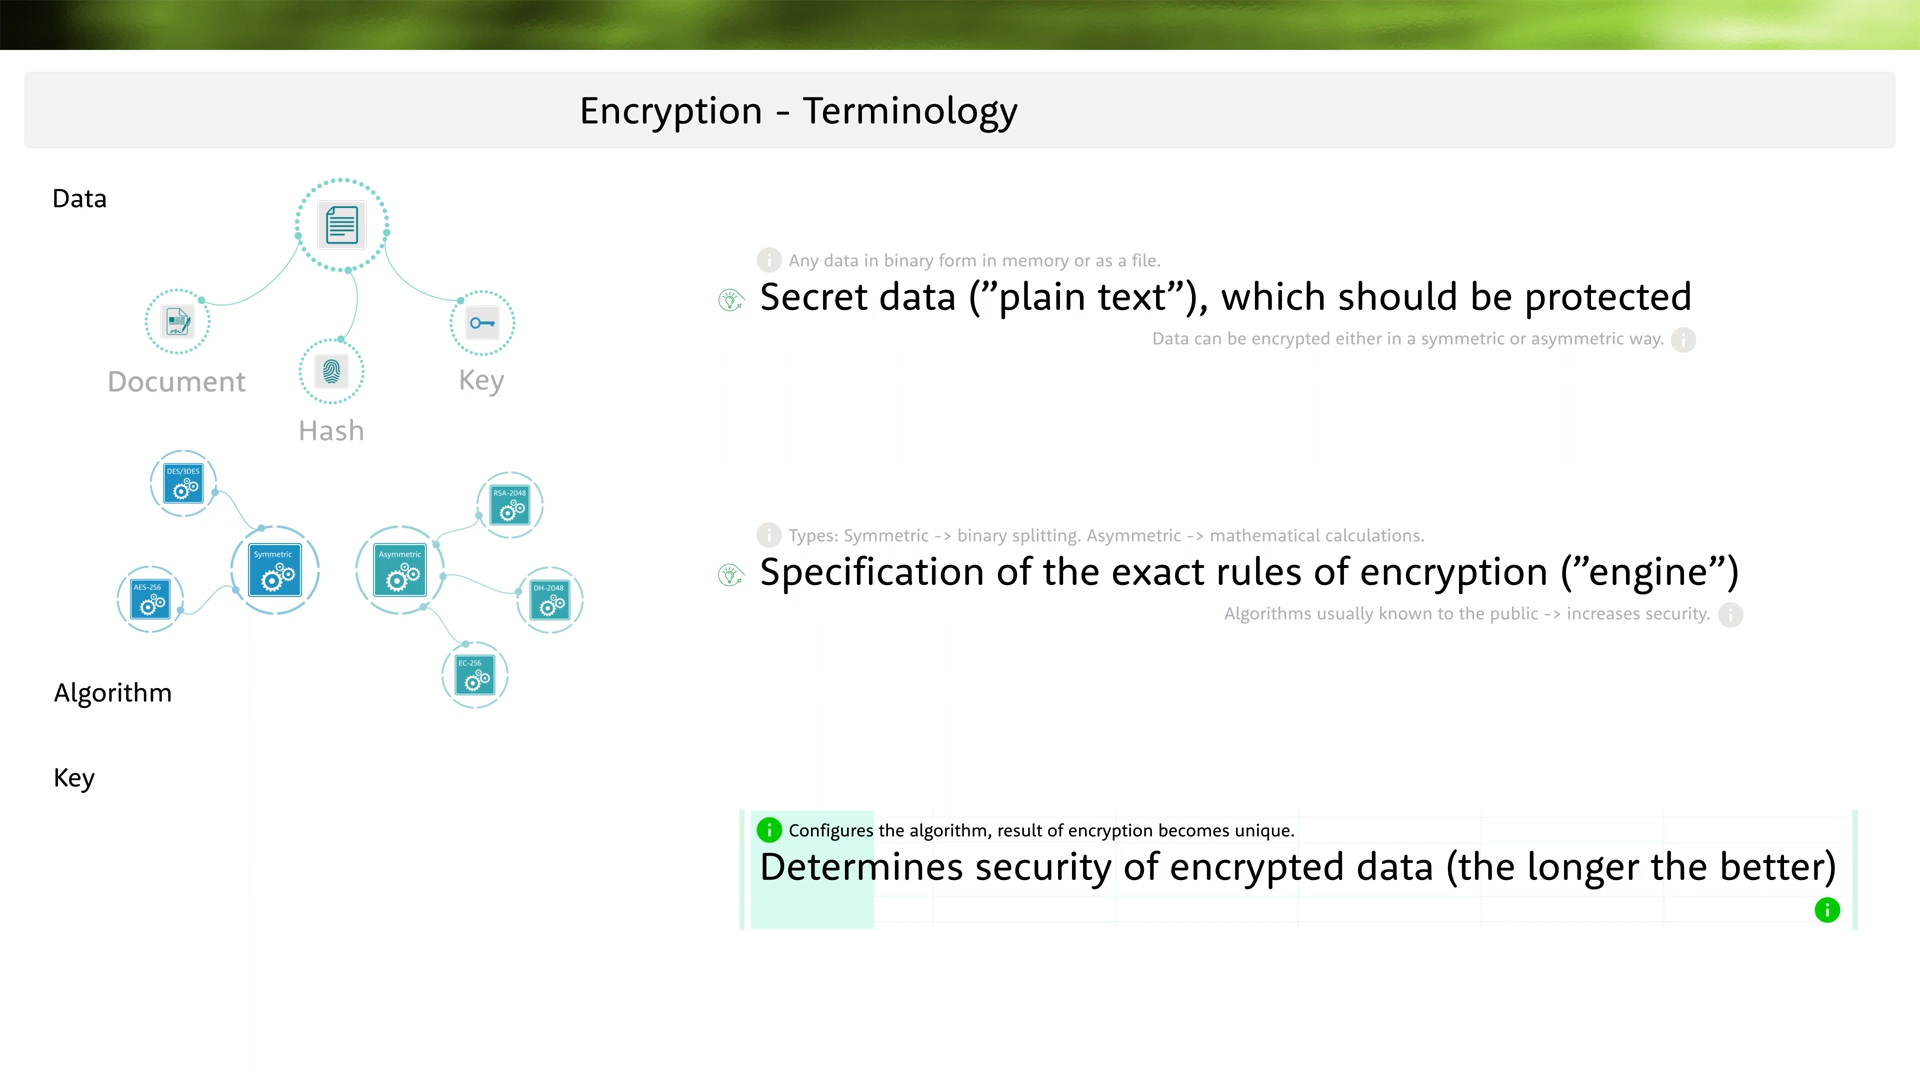 Encryption - Terminology
Data
Document
Hash
Key
Any data in binary form in memory or as a file.
Secret data (”plain text”), which should be protected
Data can be encrypted either in a symmetric or asymmetric way.
DES/3DES
AES-256
Symmetric
Asymmetric
RSA-2048
DH-2048
EC-256
Algorithm
Types: Symmetric -> binary splitting. Asymmetric -> mathematical calculations.
Specification of the exact rules of encryption (”engine”)
Algorithms usually known to the public -> increases security.
Key
Configures the algorithm, result of encryption becomes unique.
Determines security of encrypted data (the longer the better)